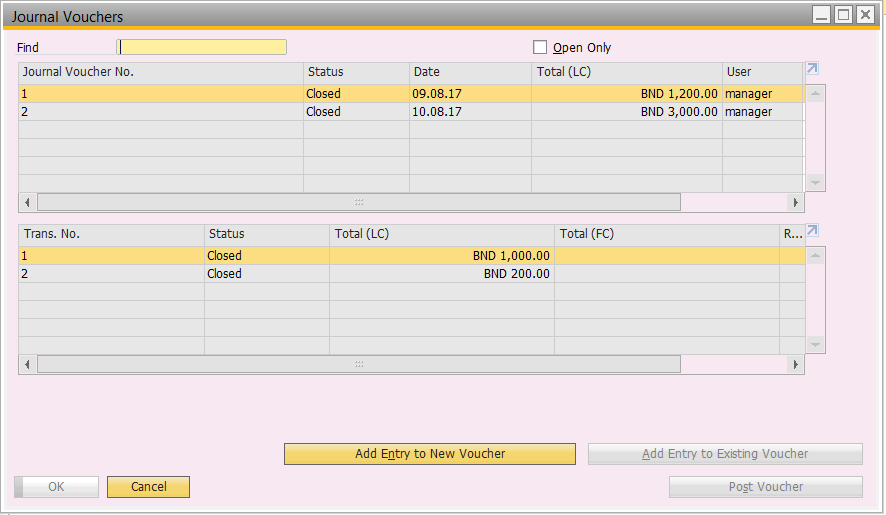 Journal Vouchers
Find
Open Only
Journal Voucher No. Status Date Total (LC) User
1 Closed 09.08.17 BND 1,200.00 manager
2 Closed 10.08.17 BND 3,000.00 manager
Trans. No. Status Total (LC) Total (FC) R...
1 Closed BND 1,000.00
2 Closed BND 200.00
Add Entry to New Voucher Add Entry to Existing Voucher
OK Cancel Post Voucher